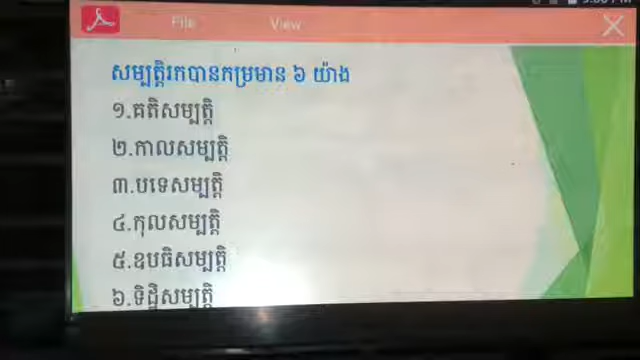 File View
សម្បត្តិរកបានកម្រមាន ៦ យ៉ាង
១.គតិសម្បត្តិ
២.កាលសម្បត្តិ
៣.បទេសម្បត្តិ
៤.កុលសម្បត្តិ
៥.ឧបធិសម្បត្តិ
៦.ទិដ្ឋិសម្បត្តិ